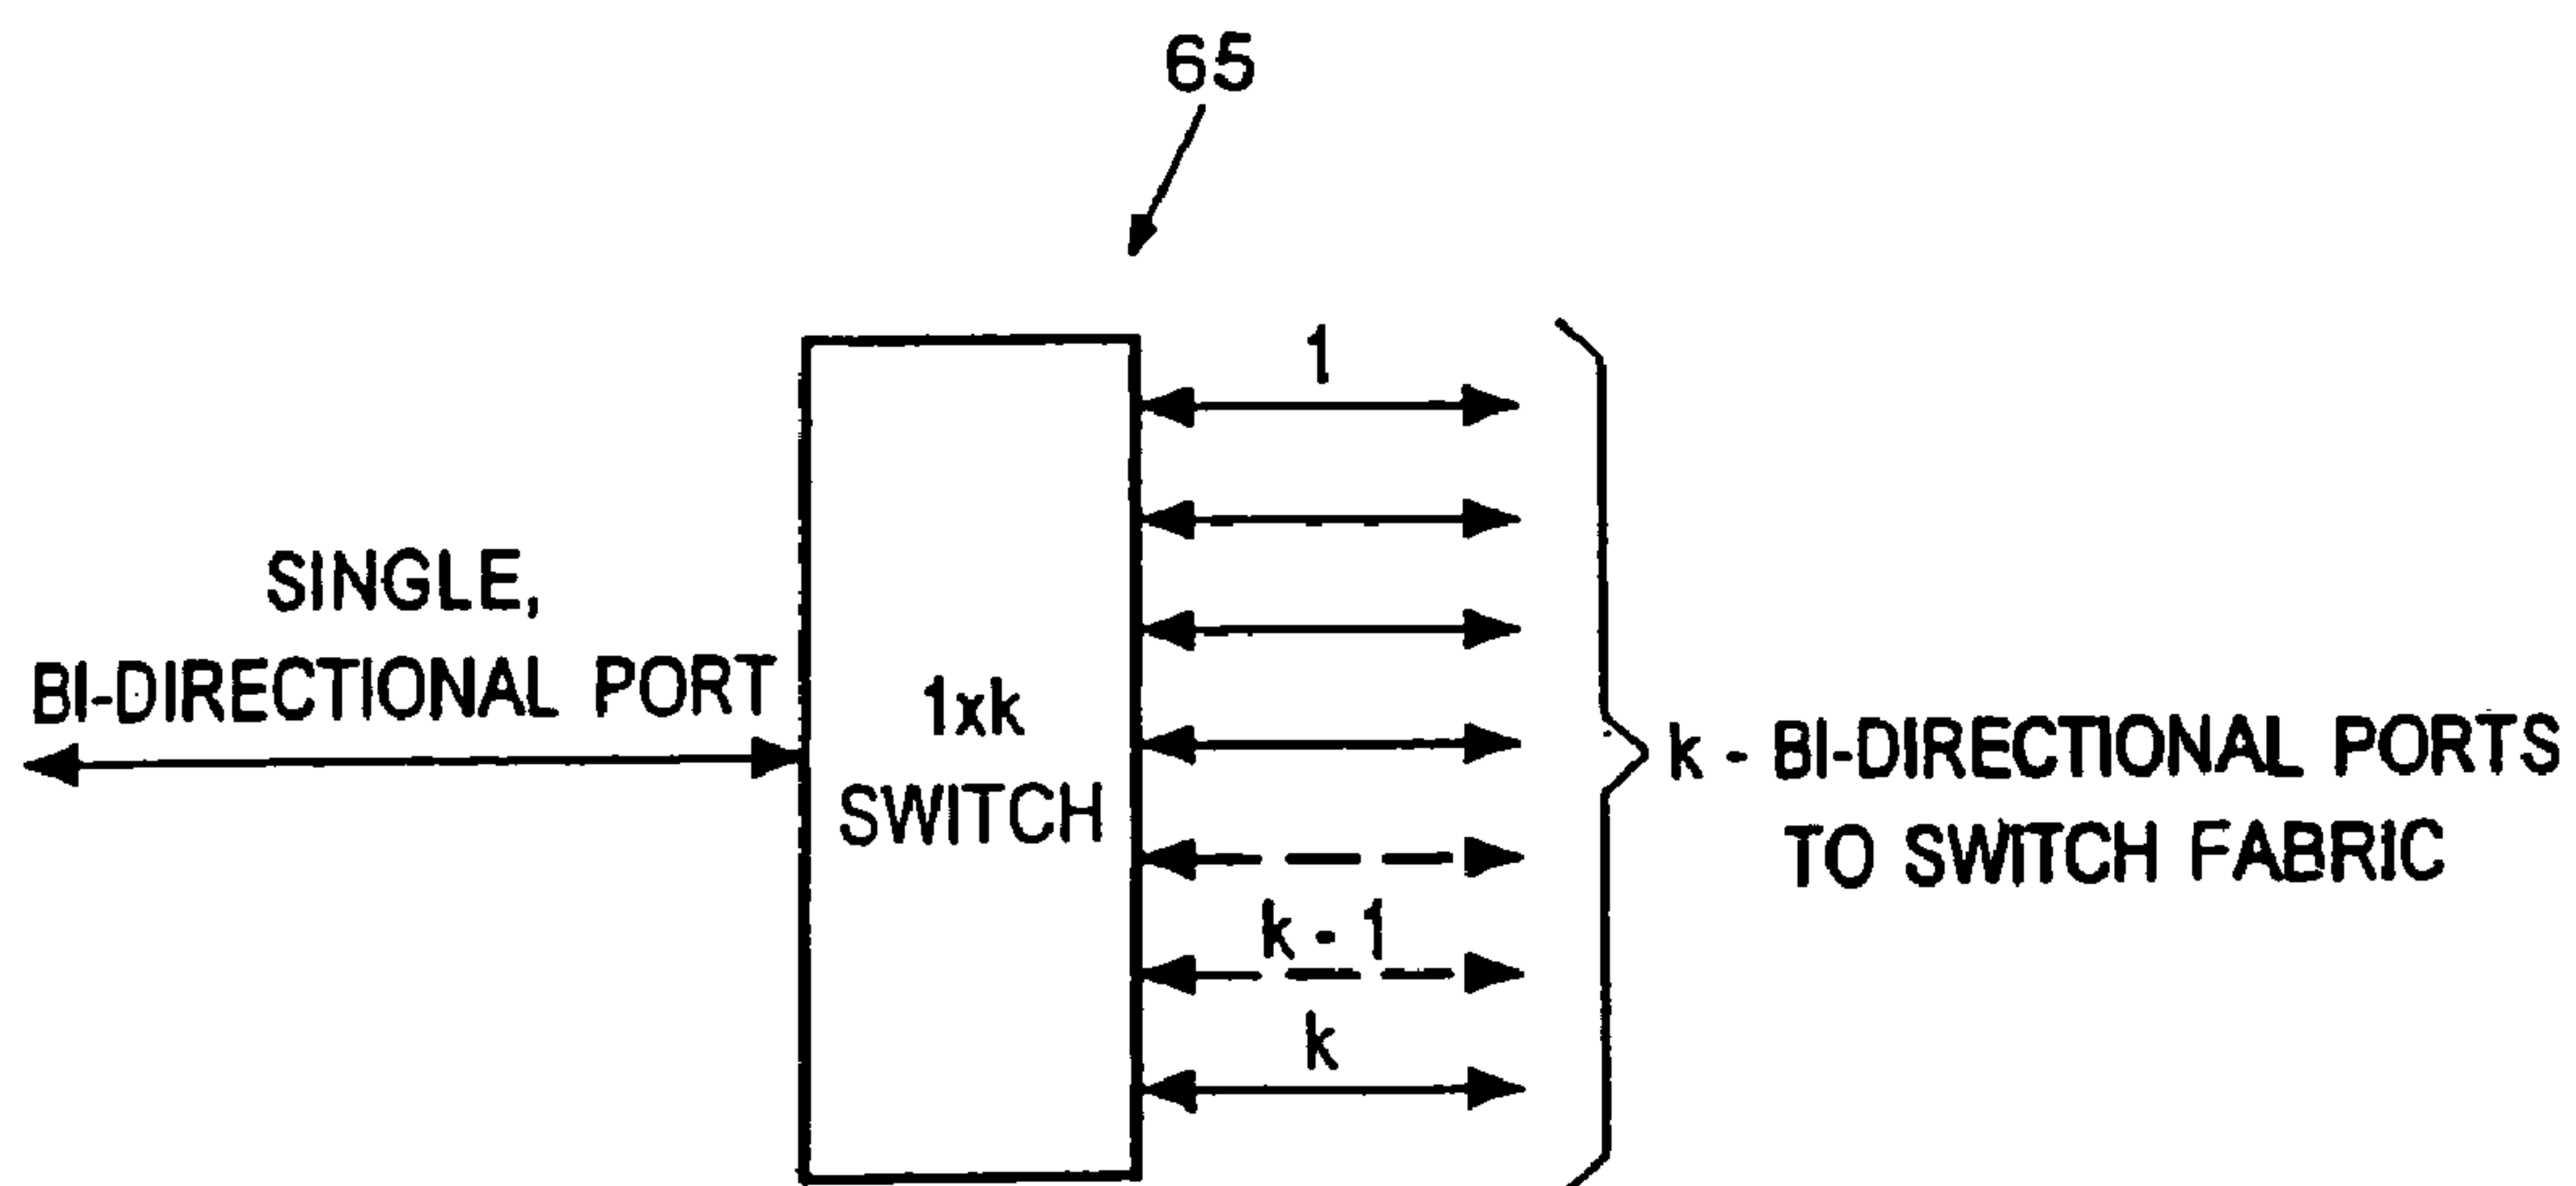 65
1
SINGLE,
BI-DIRECTIONAL PORT
1xk
SWITCH
k - BI-DIRECTIONAL PORTS
TO SWITCH FABRIC
k - 1
k